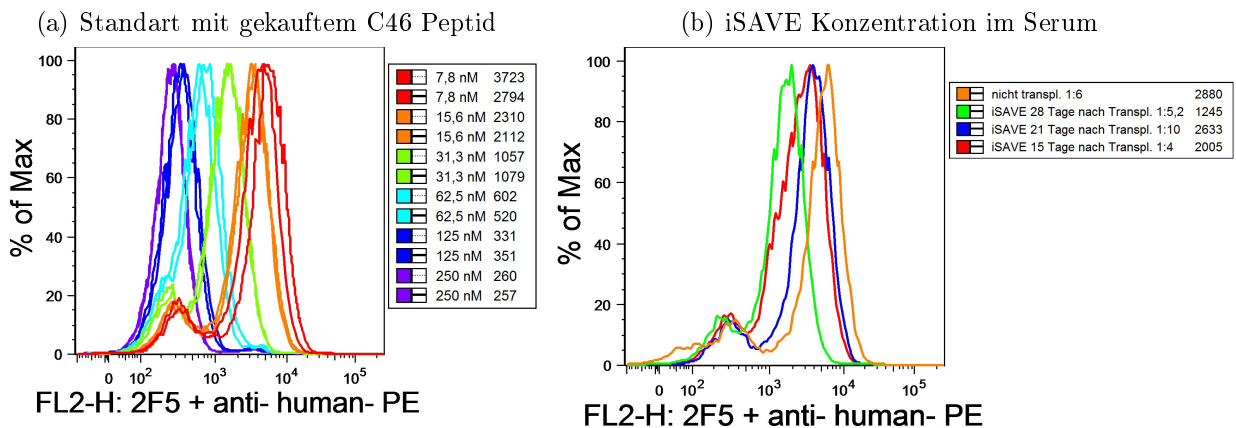 (a) Standart mit gekauftem C46 Peptid
100
80
60
40
20
0
% of Max
0 10² 10³ 10⁴ 10⁵
FL2-H: 2F5 + anti- human- PE
7,8 nM 3723
7,8 nM 2794
15,6 nM 2310
15,6 nM 2112
31,3 nM 1057
31,3 nM 1079
62,5 nM 602
62,5 nM 520
125 nM 331
125 nM 351
250 nM 260
250 nM 257
(b) iSAVE Konzentration im Serum
100
80
60
40
20
0
% of Max
0 10² 10³ 10⁴ 10⁵
FL2-H: 2F5 + anti- human- PE
nicht transpl. 1:6 2880
iSAVE 28 Tage nach Transpl. 1:5,2 1245
iSAVE 21 Tage nach Transpl. 1:10 2633
iSAVE 15 Tage nach Transpl. 1:4 2005